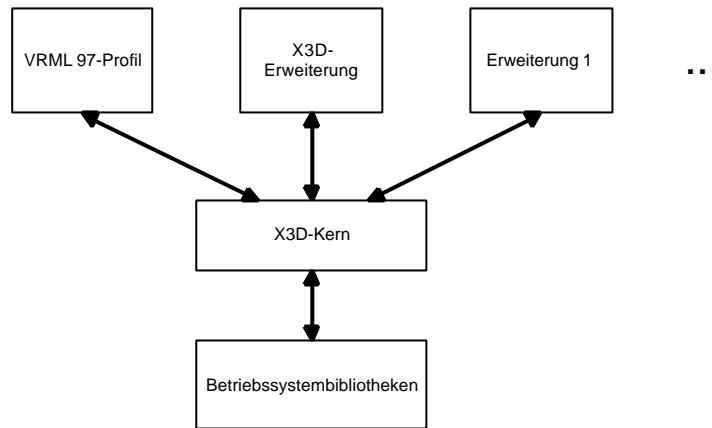 VRML 97-Profil
X3D-
Erweiterung
Erweiterung 1
...
X3D-Kern
Betriebssystembibliotheken